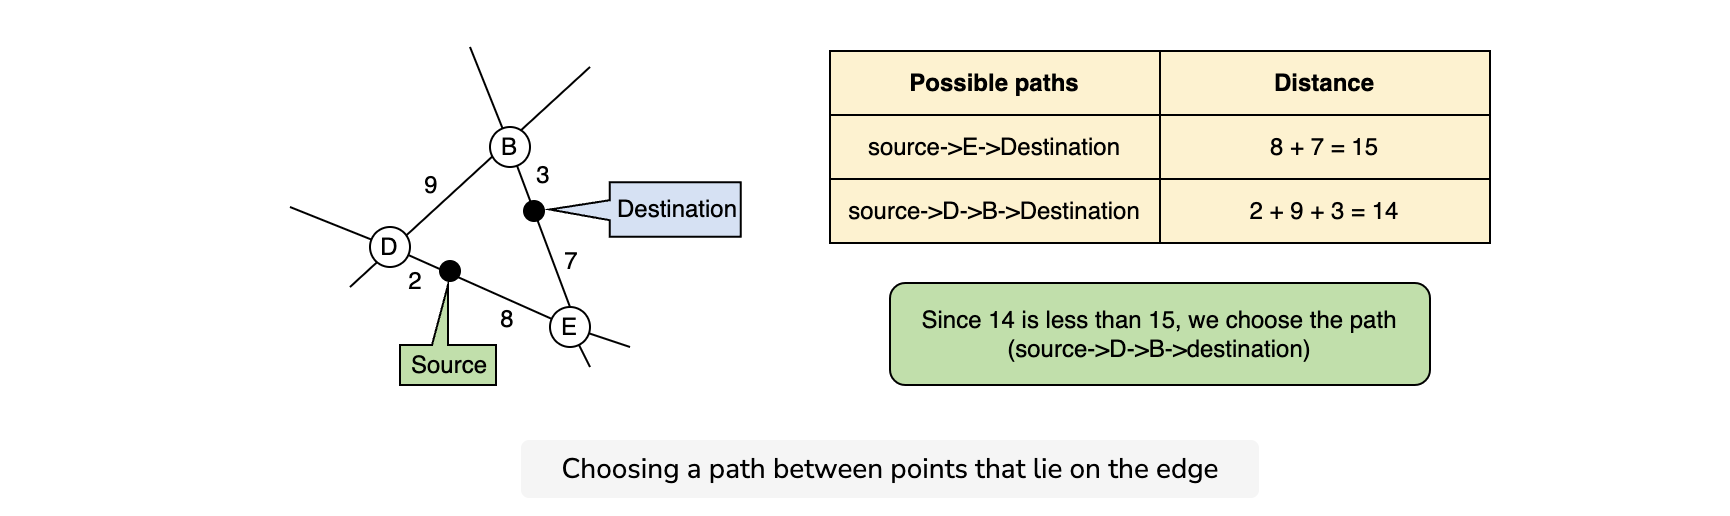 B
3
9
Destination
D
7
2
8
E
Source
Possible paths
Distance
source->E->Destination
8 + 7 = 15
source->D->B->Destination
2 + 9 + 3 = 14
Since 14 is less than 15, we choose the path
(source->D->B->destination)
Choosing a path between points that lie on the edge